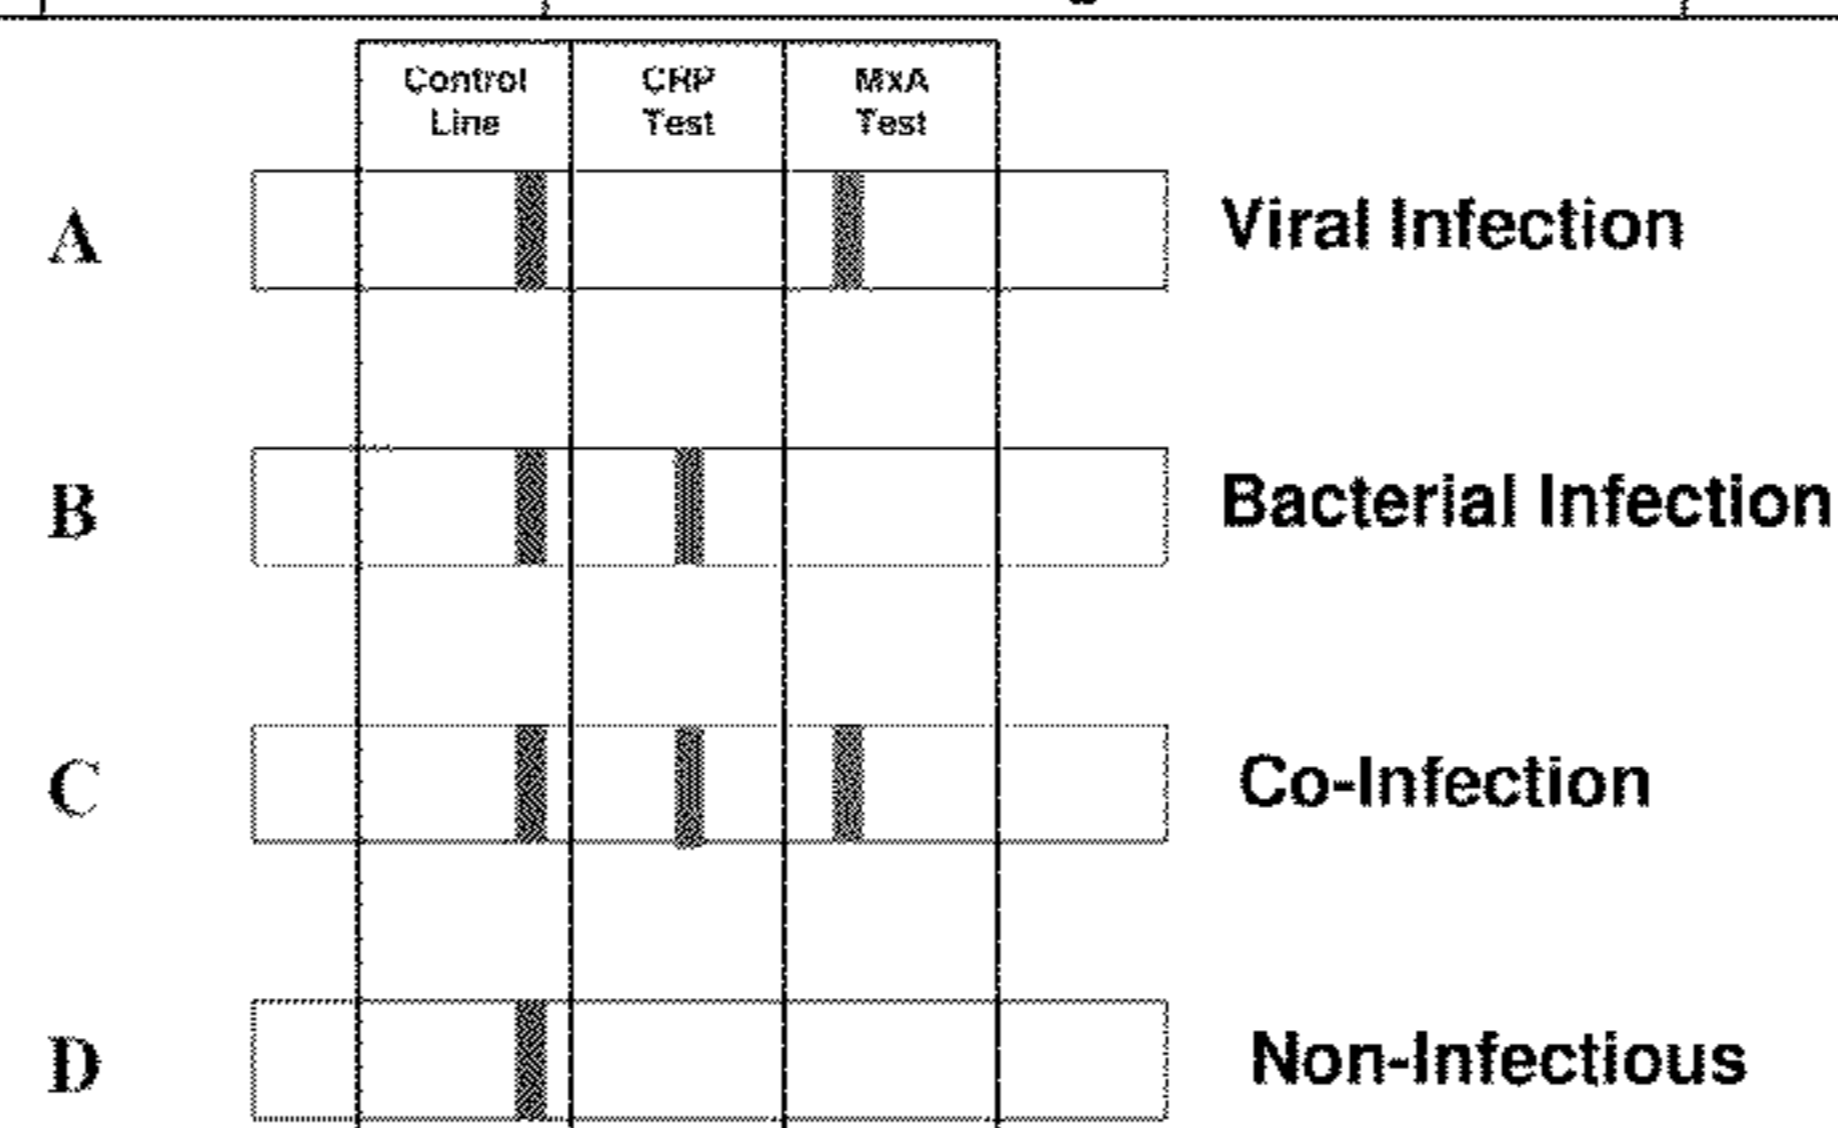 Control Line
CRP Test
MxA Test
A
Viral Infection
B
Bacterial Infection
C
Co-Infection
D
Non-Infectious